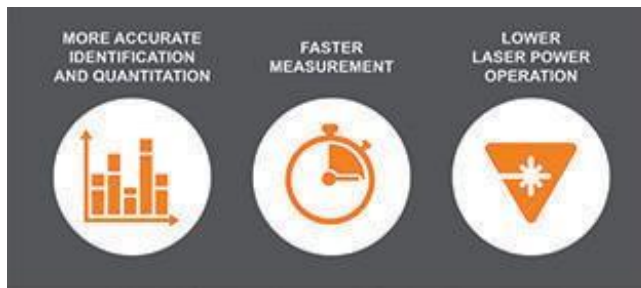 MORE ACCURATE
IDENTIFICATION
AND QUANTITATION
FASTER
MEASUREMENT
LOWER
LASER POWER
OPERATION